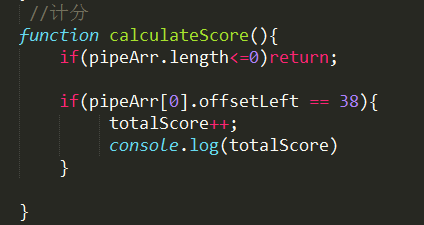 //计分
function calculateScore(){
if(pipeArr.length<=0)return;
if(pipeArr[0].offsetLeft == 38){
totalScore++;
console.log(totalScore)
}
}